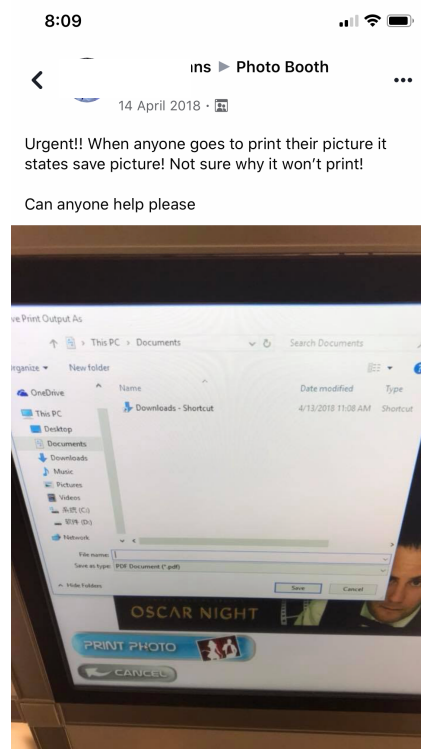 8:09
ns ▶ Photo Booth
14 April 2018
Urgent!! When anyone goes to print their picture it
states save picture! Not sure why it won't print!
Can anyone help please
ve Print Output As
This PC > Documents
Search Documents
rganize
New folder
OneDrive
This PC
Desktop
Documents
Downloads
Music
Pictures
Videos
系统 (C:)
软件 (D:)
Network
Name
Date modified
Type
Downloads - Shortcut
4/13/2018 11:08 AM
Shortcut
File name:
Save as type: PDF Document (*.pdf)
Hide Folders
Save
Cancel
OSCAR NIGHT
PRINT PHOTO
CANCEL